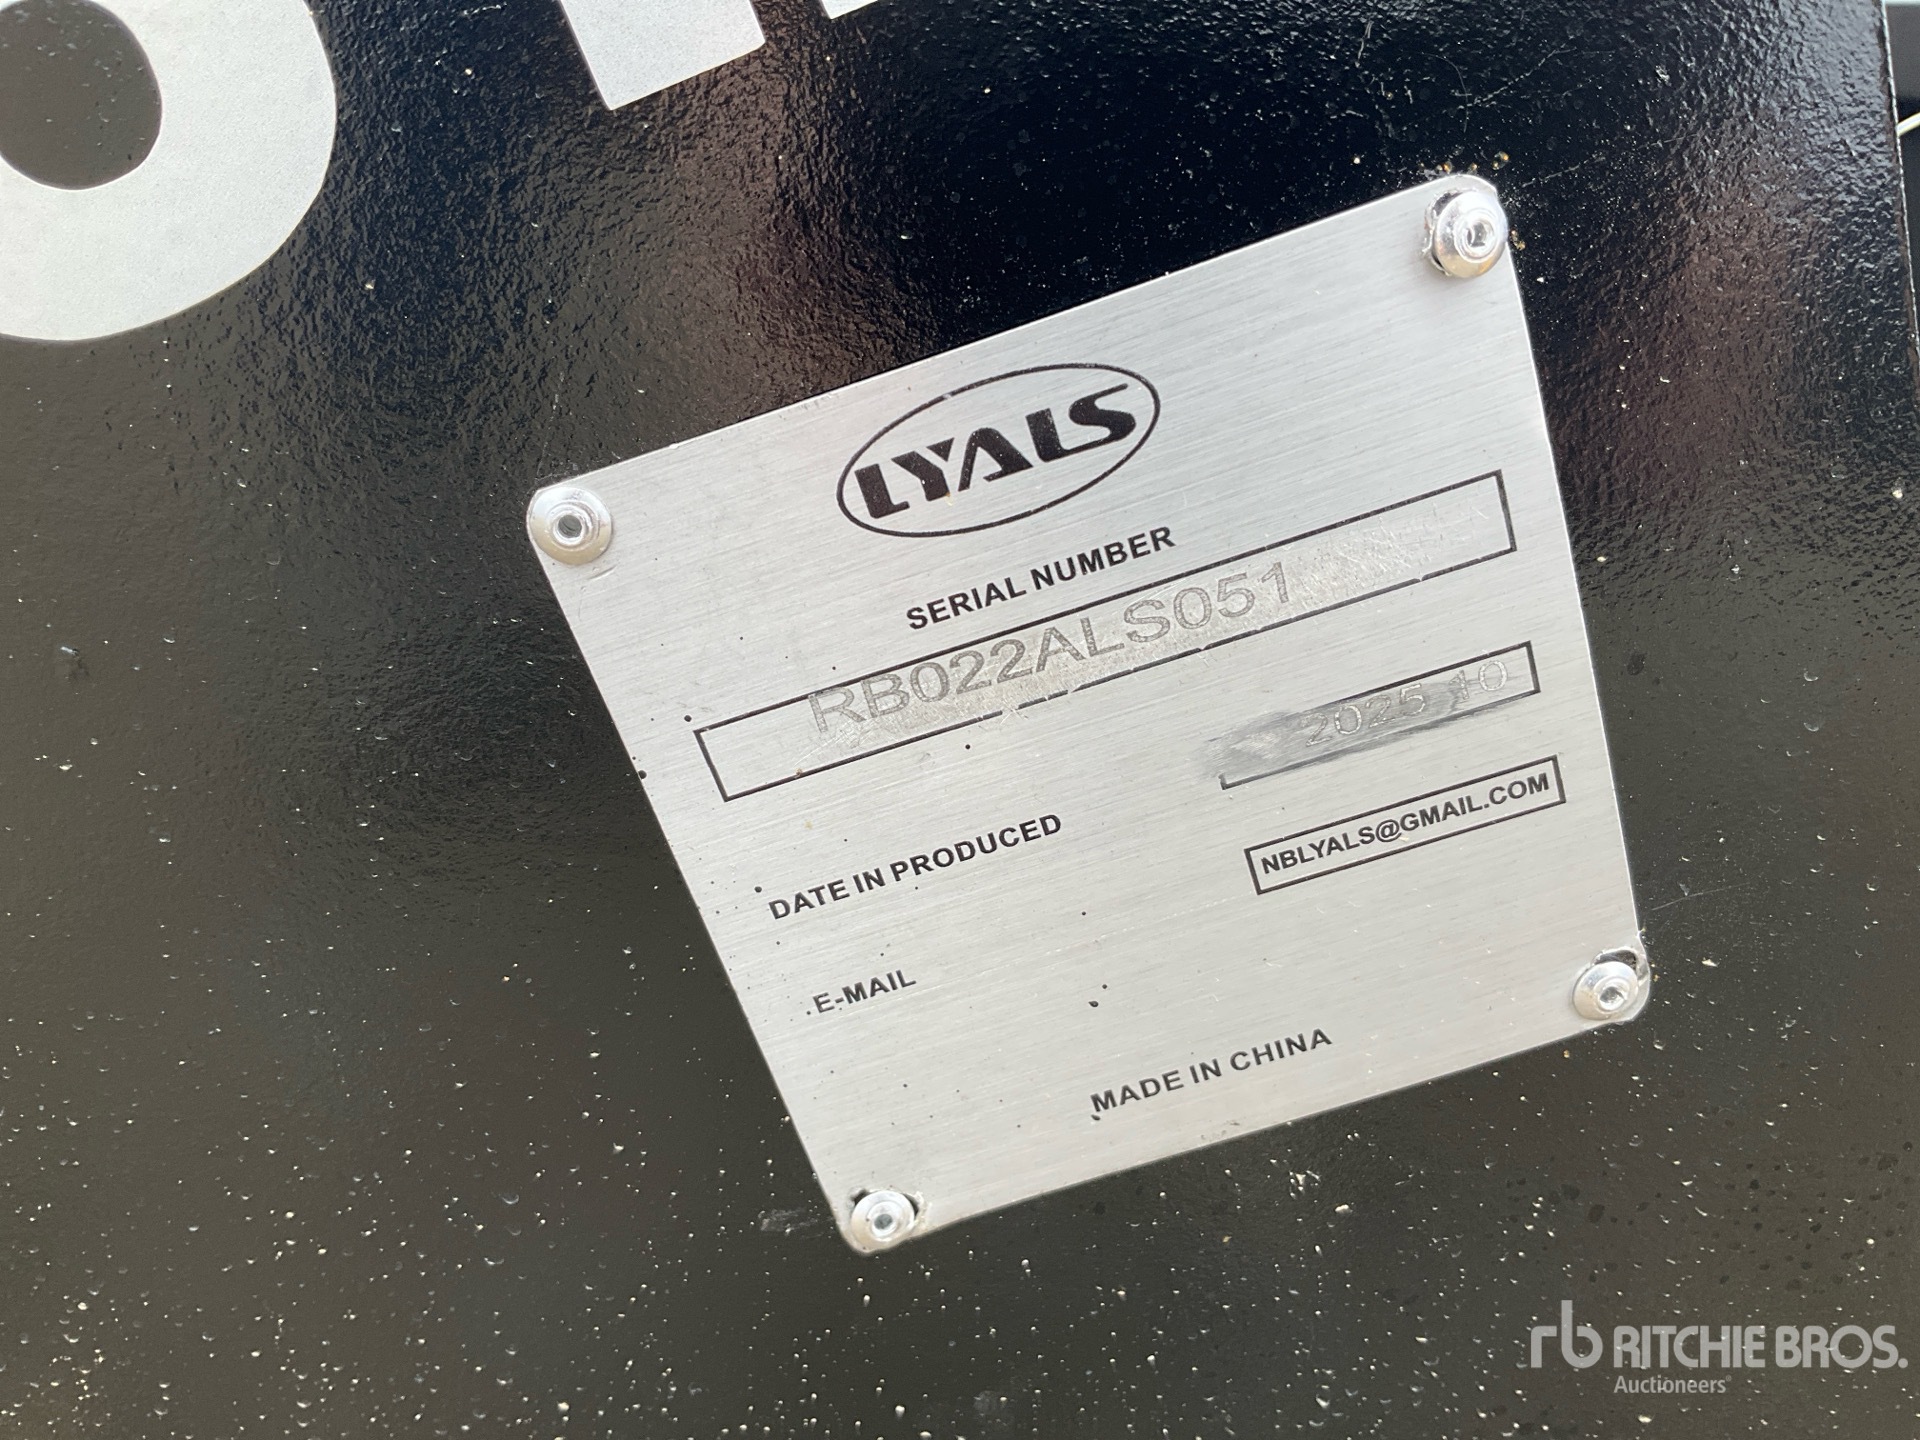 LYALS
SERIAL NUMBER
RB022ALS051
2025.10
DATE IN PRODUCED
NBLYALS@GMAIL.COM
E-MAIL
MADE IN CHINA
rb RITCHIE BROS.
Auctioneers